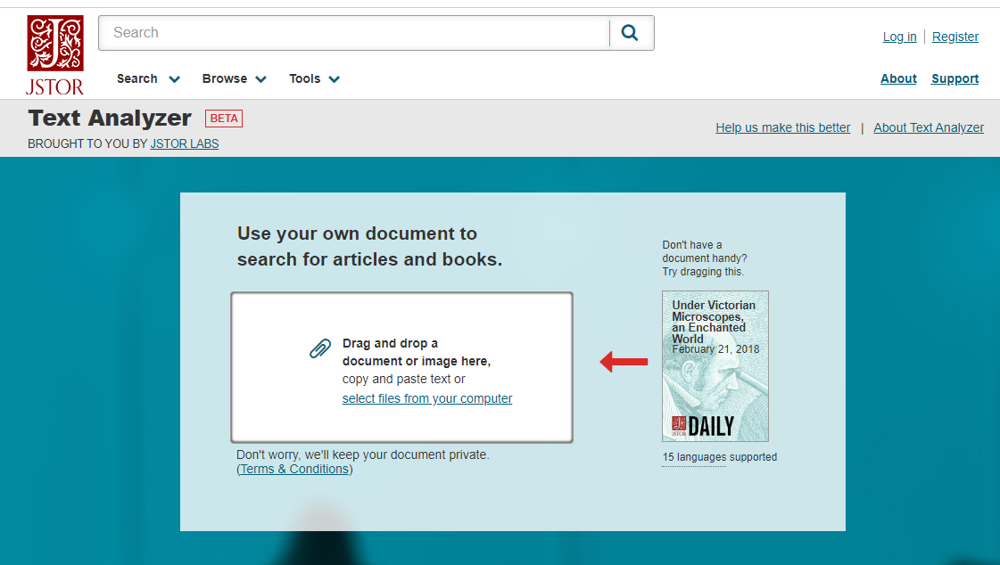 Search
Log in | Register
JSTOR
Search Browse Tools
About Support
Text Analyzer BETA
BROUGHT TO YOU BY JSTOR LABS
Help us make this better | About Text Analyzer
Use your own document to
search for articles and books.
Drag and drop a
document or image here,
copy and paste text or
select files from your computer
Don't worry, we'll keep your document private.
(Terms & Conditions)
Don't have a
document handy?
Try dragging this.
Under Victorian
Microscopes,
an Enchanted
World
February 21, 2018
JSTOR DAILY
15 languages supported